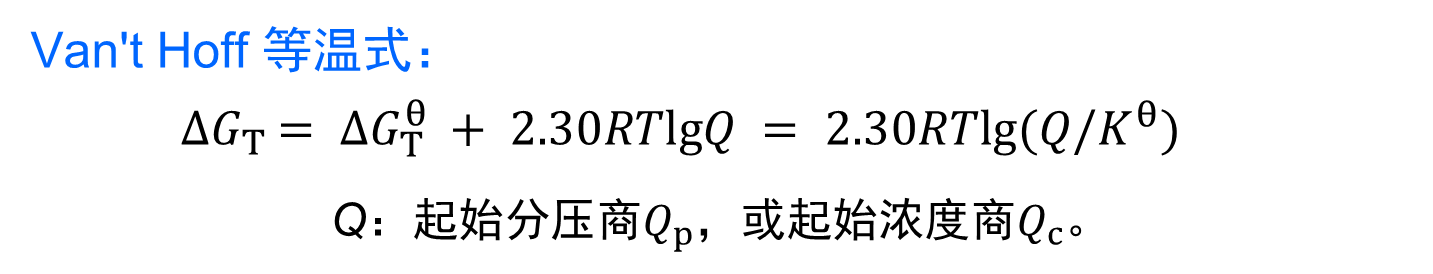 Van't Hoff 等温式：
ΔG_T = ΔG_T^θ + 2.30RTlgQ = 2.30RTlg(Q/K^θ)
Q：起始分压商Q_p，或起始浓度商Q_c。